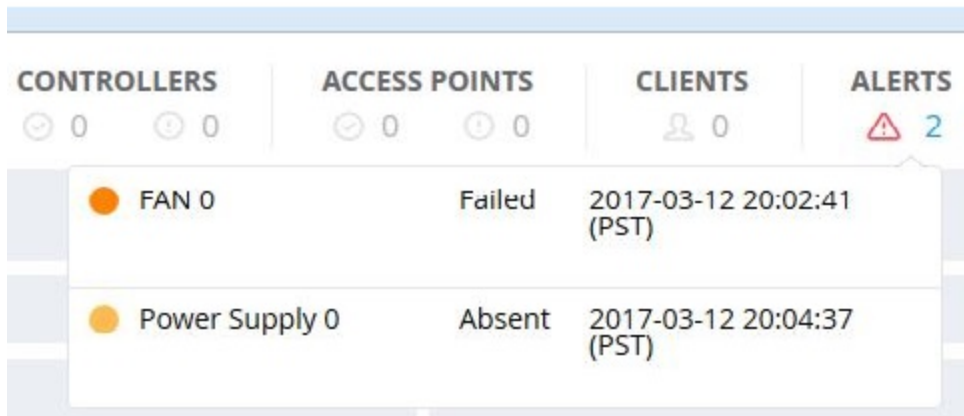 CONTROLLERS ACCESS POINTS CLIENTS ALERTS
0 0 0 0 0 2
FAN 0 Failed 2017-03-12 20:02:41
(PST)
Power Supply 0 Absent 2017-03-12 20:04:37
(PST)